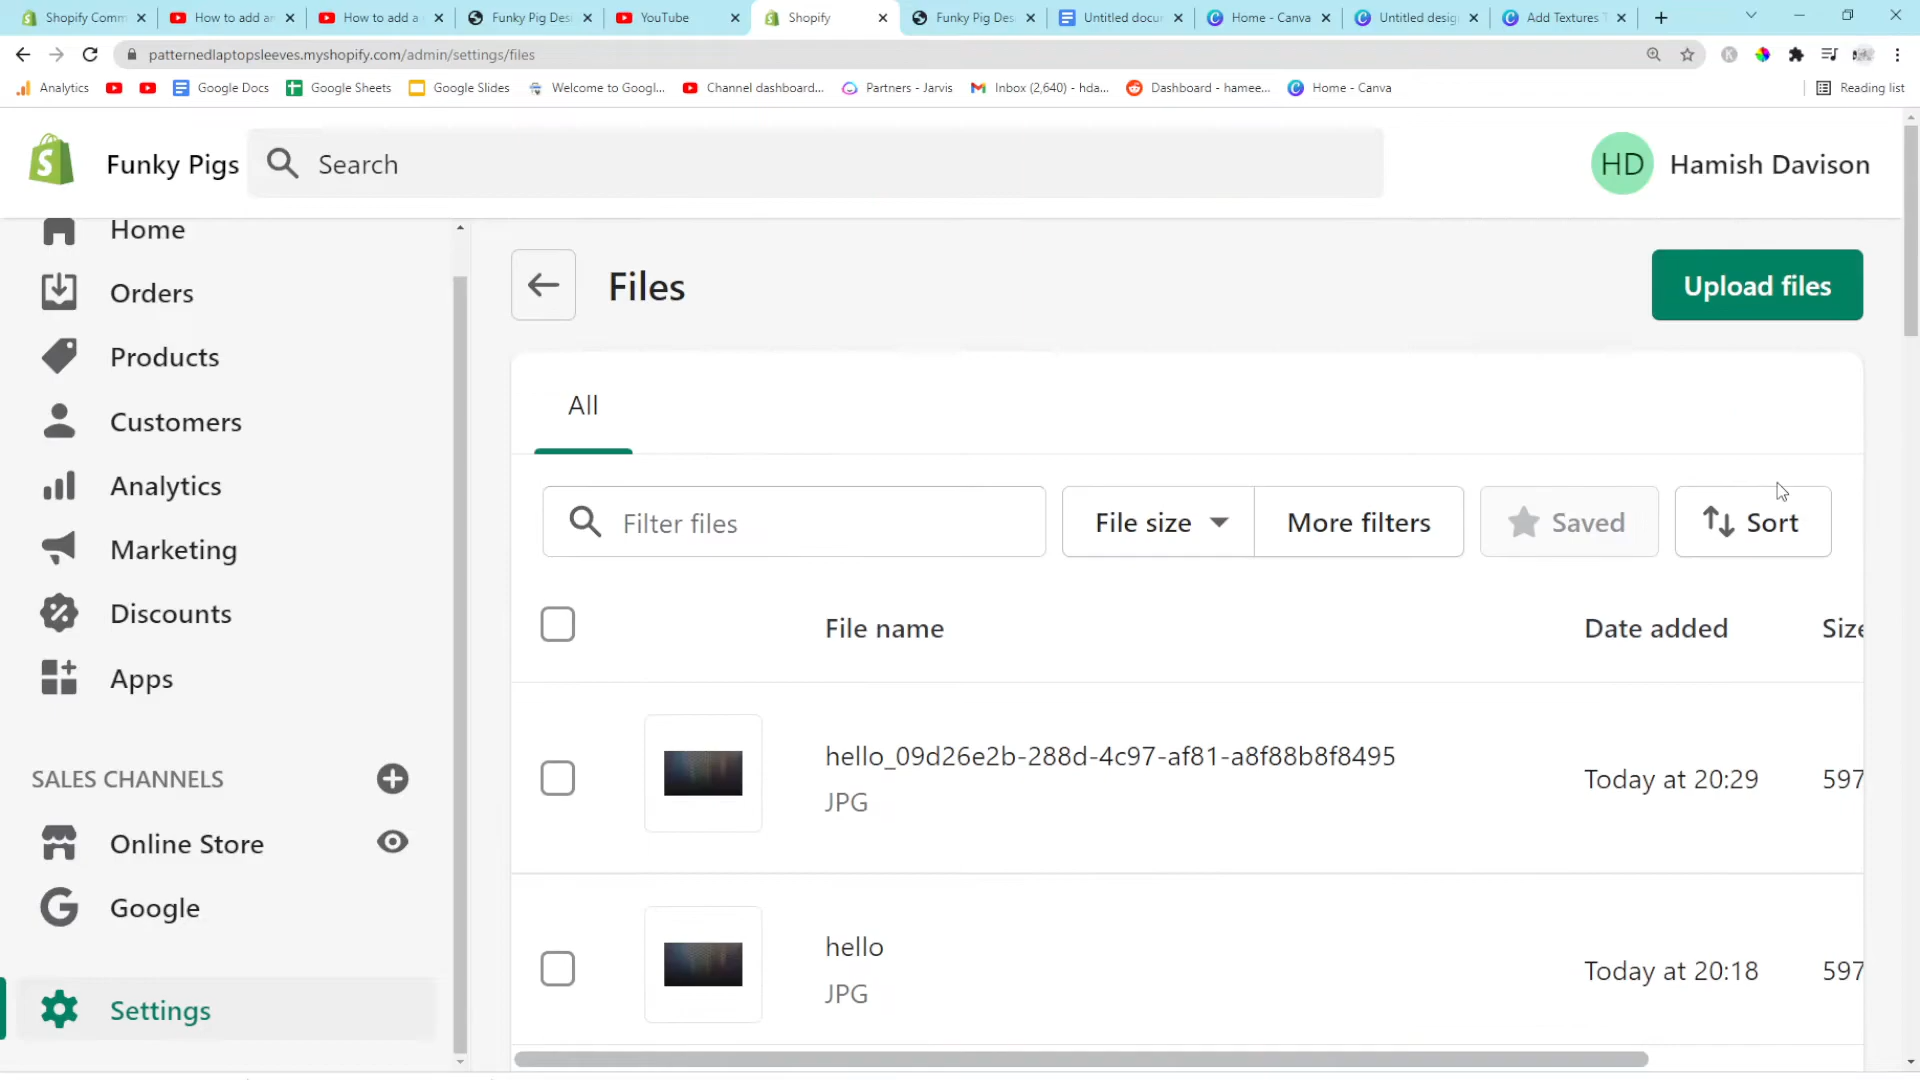 Shopify Comm
How to add an
How to add a
Funky Pig Des
YouTube
Shopify
Funky Pig Des
Untitled docu
Home - Canva
Untitled desig
Add Textures T
patternedlaptopsleeves.myshopify.com/admin/settings/files
Analytics
Google Docs
Google Sheets
Google Slides
Welcome to Googl...
Channel dashboard...
Partners - Jarvis
Inbox (2,640) - hda...
Dashboard - hamee...
Home - Canva
Reading list
Funky Pigs
Search
HD
Hamish Davison
Home
Orders
Products
Customers
Analytics
Marketing
Discounts
Apps
SALES CHANNELS
Online Store
Google
Settings
Files
Upload files
All
Filter files
File size
More filters
Saved
Sort
File name
Date added
Size
hello_09d26e2b-288d-4c97-af81-a8f88b8f8495
JPG
Today at 20:29
597
hello
JPG
Today at 20:18
597